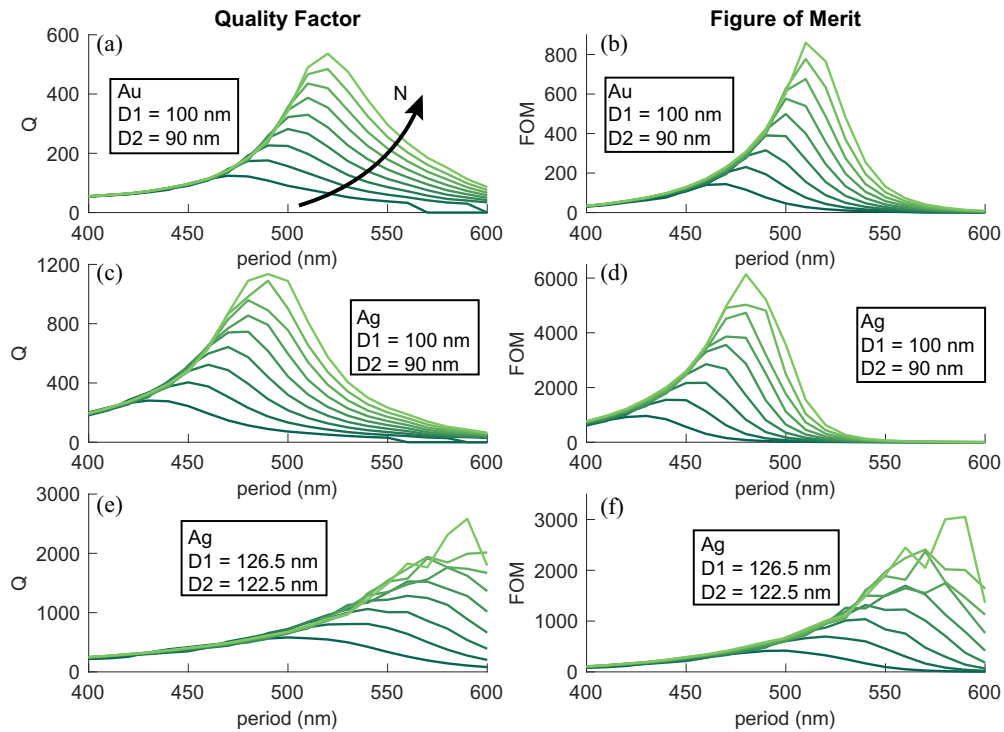 Quality Factor
Figure of Merit
(a)
600
400
200
0
Q
Au
D1 = 100 nm
D2 = 90 nm
N
400
450
500
550
600
period (nm)
(b)
800
600
400
200
0
FOM
Au
D1 = 100 nm
D2 = 90 nm
400
450
500
550
600
period (nm)
(c)
1200
800
400
0
Q
Ag
D1 = 100 nm
D2 = 90 nm
400
450
500
550
600
period (nm)
(d)
6000
4000
2000
0
FOM
Ag
D1 = 100 nm
D2 = 90 nm
400
450
500
550
600
period (nm)
(e)
3000
2000
1000
0
Q
Ag
D1 = 126.5 nm
D2 = 122.5 nm
400
450
500
550
600
period (nm)
(f)
3000
2000
1000
0
FOM
Ag
D1 = 126.5 nm
D2 = 122.5 nm
400
450
500
550
600
period (nm)